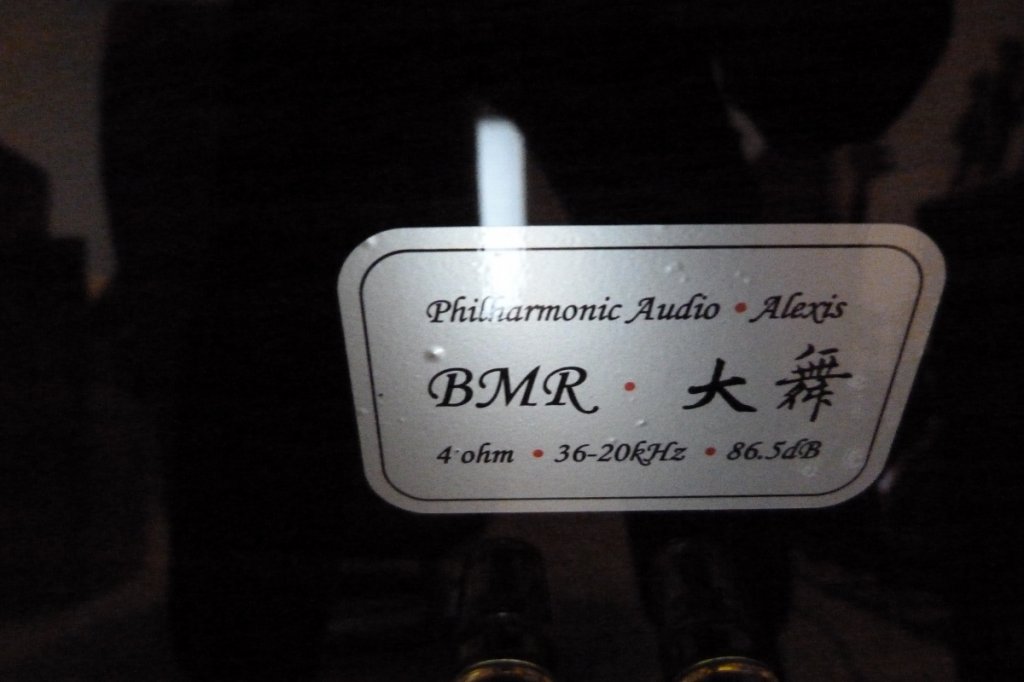 Philharmonic Audio • Alexis
BMR • 大舞
4 ohm • 36-20kHz • 86.5dB